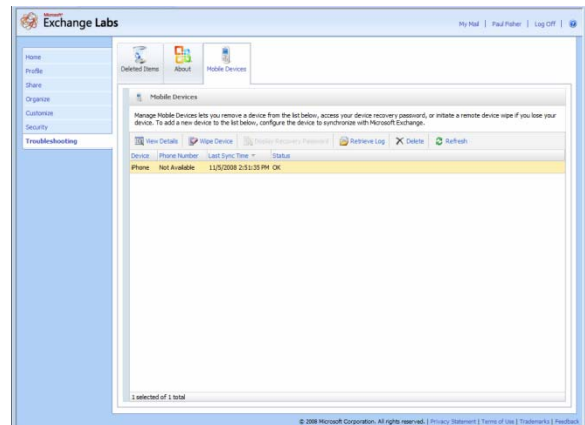 Microsoft
Exchange Labs
My Mail | Paul Fisher | Log Off |
Home
Profile
Share
Organize
Customize
Security
Troubleshooting
Deleted Items
About
Mobile Devices
Mobile Devices
Manage Mobile Devices lets you remove a device from the list below, access your device recovery password, or initiate a remote device wipe if you lose your
device. To add a new device to the list below, configure the device to synchronize with Microsoft Exchange.
View Details Wipe Device Display Recovery Password Retrieve Log Delete Refresh
Device Phone Number Last Sync Time Status
iPhone Not Available 11/5/2008 2:51:35 PM OK
1 selected of 1 total
© 2008 Microsoft Corporation. All rights reserved. | Privacy Statement | Terms of Use | Trademarks | Feedback